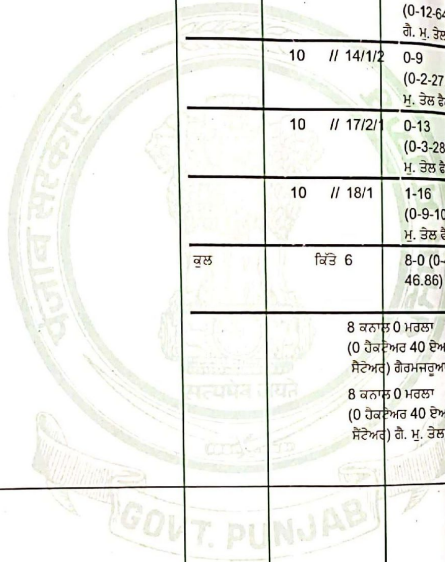 (0-12-64
ਗੈ. ਮੁ. ਤੇਲ
10 // 14/1/2 0-9
(0-2-27
ਮੁ. ਤੇਲ ਫੈ
10 // 17/2/1 0-13
(0-3-28
ਮੁ. ਤੇਲ ਫੈ
10 // 18/1 1-16
(0-9-10
ਮੁ. ਤੇਲ ਫੈ
ਕੁਲ ਕਿੱਤੇ 6 8-0 (0-
46.86)
8 ਕਨਾਲ 0 ਮਰਲਾ
(0 ਹੈਕਟੇਅਰ 40 ਏਅ
ਸੈਂਟੇਅਰ) ਗੈਰਮਜਰੂਆ
8 ਕਨਾਲ 0 ਮਰਲਾ
(0 ਹੈਕਟੇਅਰ 40 ਏਅ
ਸੈਂਟੇਅਰ) ਗੈ. ਮੁ. ਤੇਲ
ਪੰਜਾਬ ਸਰਕਾਰ
GOVT. PUNJAB